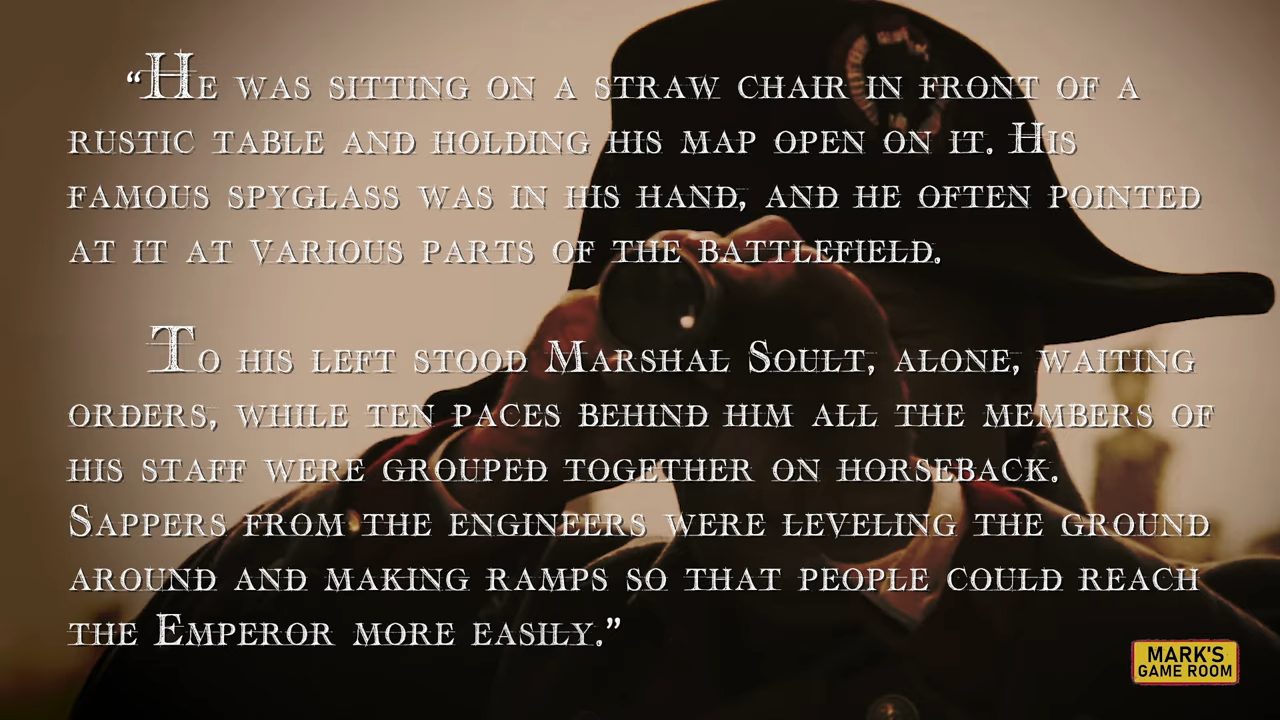 “He was sitting on a straw chair in front of a
rustic table and holding his map open on it. His
famous spyglass was in his hand, and he often pointed
at it at various parts of the battlefield.
To his left stood Marshal Soult, alone, waiting
orders, while ten paces behind him all the members of
his staff were grouped together on horseback.
Sappers from the engineers were leveling the ground
around and making ramps so that people could reach
the Emperor more easily.”
MARK'S
GAME ROOM